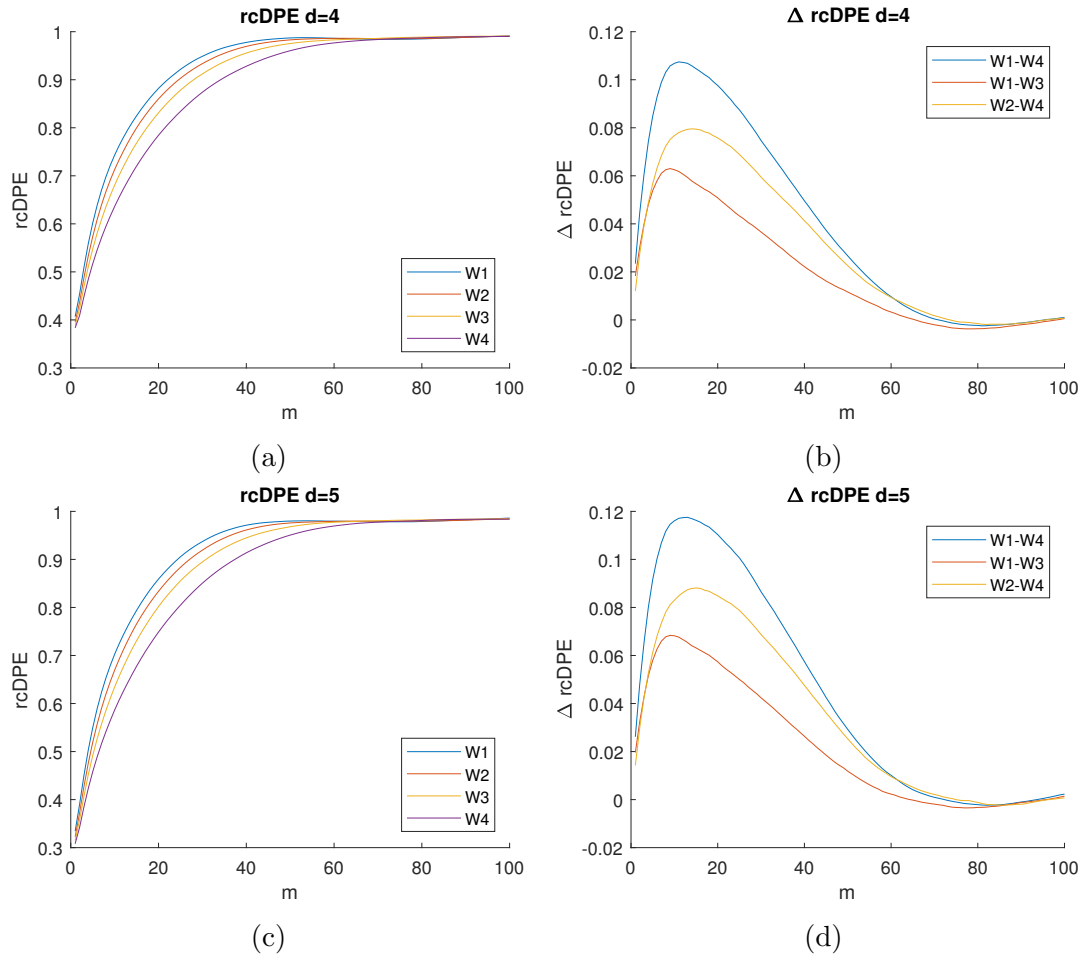 rcDPE d=4
1
0.9
0.8
0.7
0.6
0.5
0.4
0.3
rcDPE
0 20 40 60 80 100
m
W1
W2
W3
W4
(a)
Δ rcDPE d=4
0.12
0.1
0.08
0.06
0.04
0.02
0
-0.02
Δ rcDPE
0 20 40 60 80 100
m
W1-W4
W1-W3
W2-W4
(b)
rcDPE d=5
1
0.9
0.8
0.7
0.6
0.5
0.4
0.3
rcDPE
0 20 40 60 80 100
m
W1
W2
W3
W4
(c)
Δ rcDPE d=5
0.12
0.1
0.08
0.06
0.04
0.02
0
-0.02
Δ rcDPE
0 20 40 60 80 100
m
W1-W4
W1-W3
W2-W4
(d)